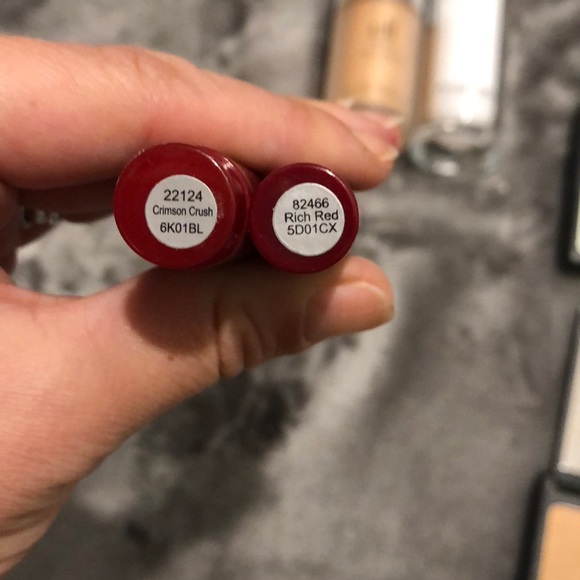 22124
Crimson Crush
6K01BL
82466
Rich Red
5D01CX